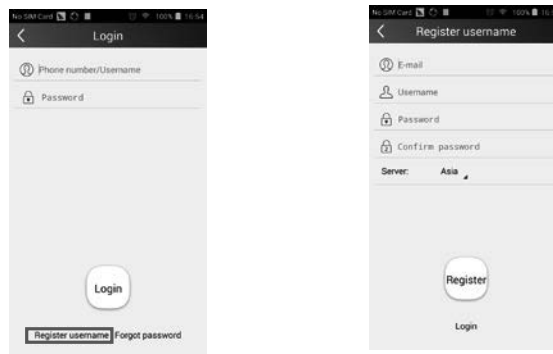 No SIM Card 100% 16:54
Login
Phone number/Username
Password
Login
Register username Forgot password
No SIM Card 100%
Register username
E-mail
Username
Password
Confirm password
Server: Asia
Register
Login